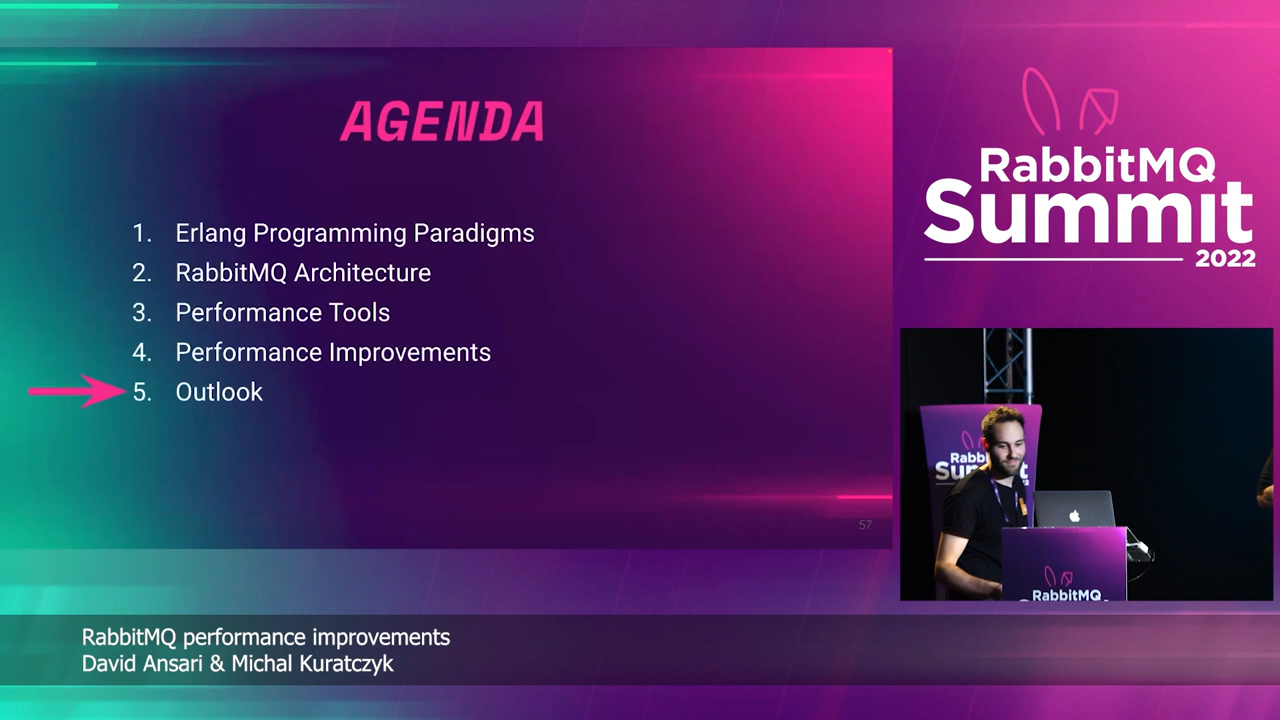 AGENDA
1. Erlang Programming Paradigms
2. RabbitMQ Architecture
3. Performance Tools
4. Performance Improvements
5. Outlook
57
RabbitMQ
Summit
2022
RabbitMQ
RabbitMQ performance improvements
David Ansari & Michal Kuratczyk